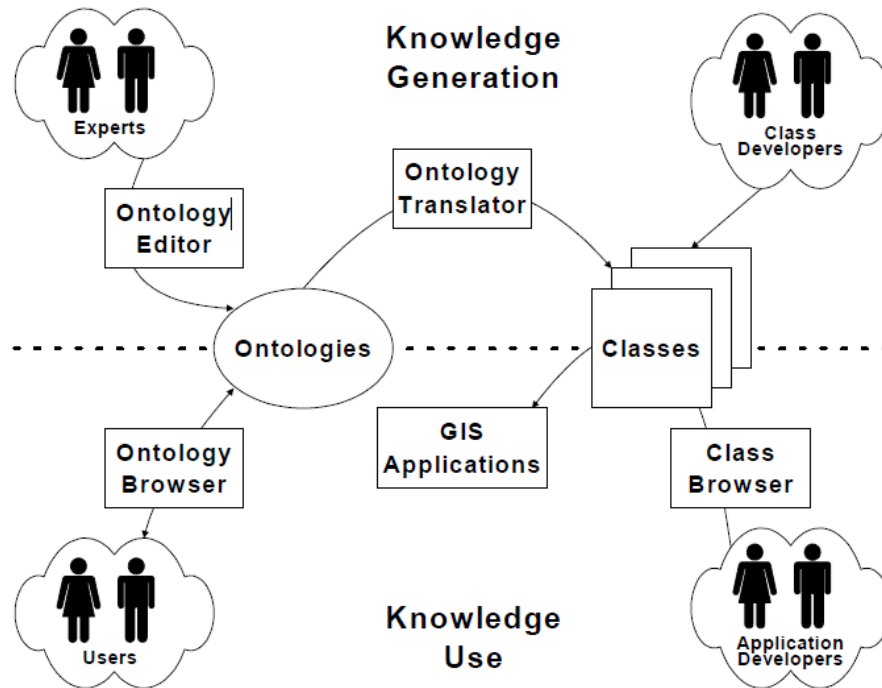 Knowledge
Generation
Experts
Class
Developers
Ontology
Editor
Ontology
Translator
Ontologies
Classes
GIS
Applications
Ontology
Browser
Class
Browser
Users
Knowledge
Use
Application
Developers